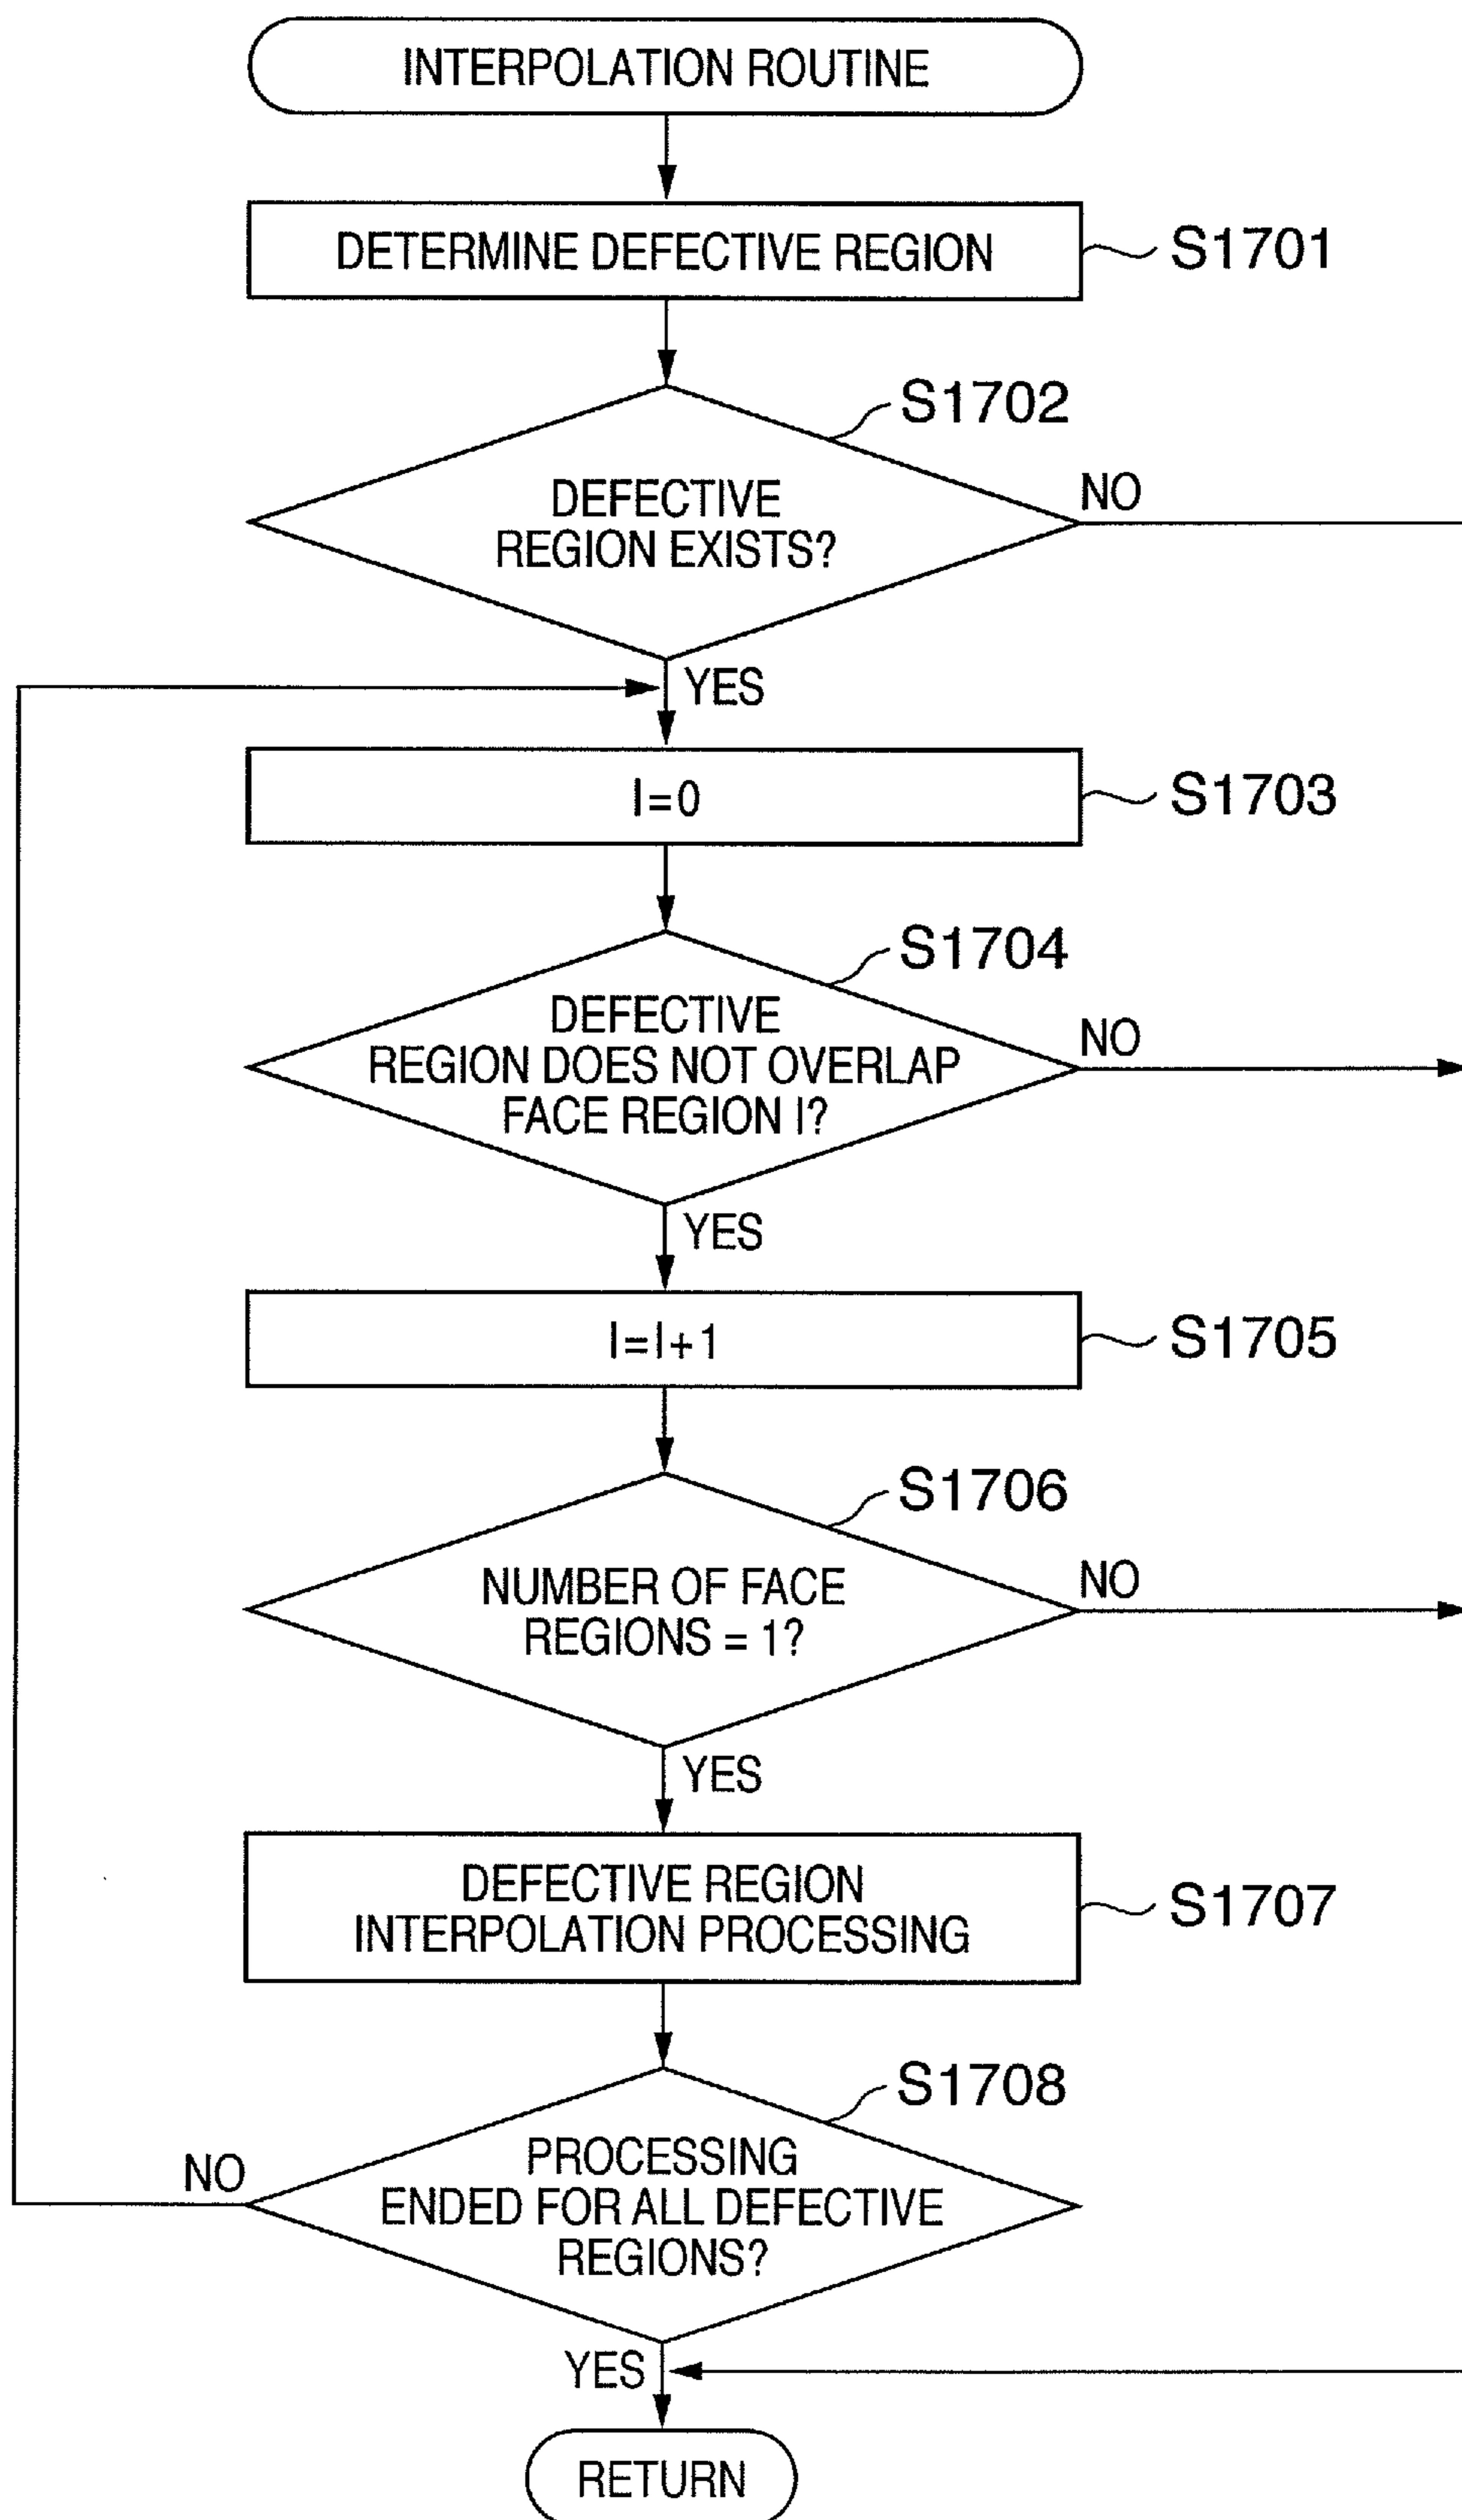 INTERPOLATION ROUTINE
DETERMINE DEFECTIVE REGION
S1701
S1702
DEFECTIVE
REGION EXISTS?
NO
YES
I=0
S1703
S1704
DEFECTIVE
REGION DOES NOT OVERLAP
FACE REGION I?
NO
YES
I=I+1
S1705
S1706
NUMBER OF FACE
REGIONS = 1?
NO
YES
DEFECTIVE REGION
INTERPOLATION PROCESSING
S1707
S1708
PROCESSING
ENDED FOR ALL DEFECTIVE
REGIONS?
NO
YES
RETURN